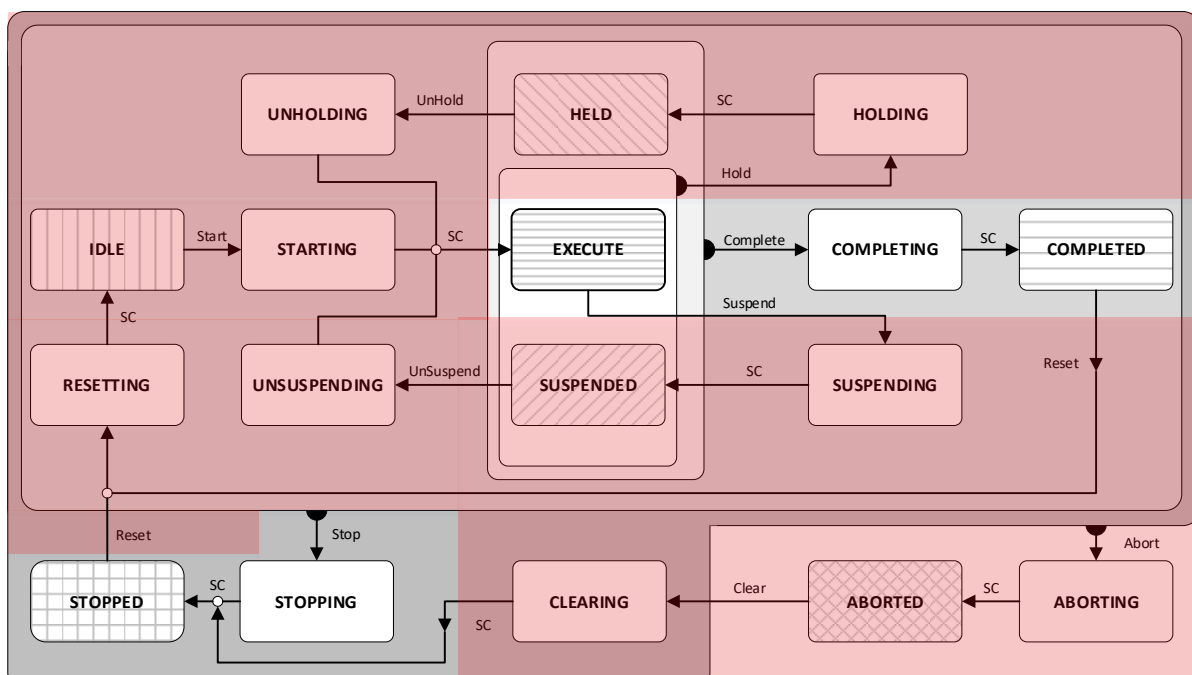 UNHOLDING
UnHold
HELD
SC
HOLDING
Hold
IDLE
Start
STARTING
SC
EXECUTE
Complete
COMPLETING
SC
COMPLETED
SC
Suspend
RESETTING
UNSUSPENDING
UnSuspend
SUSPENDED
SC
SUSPENDING
Reset
Reset
Stop
Abort
STOPPED
SC
STOPPING
SC
CLEARING
Clear
ABORTED
SC
ABORTING